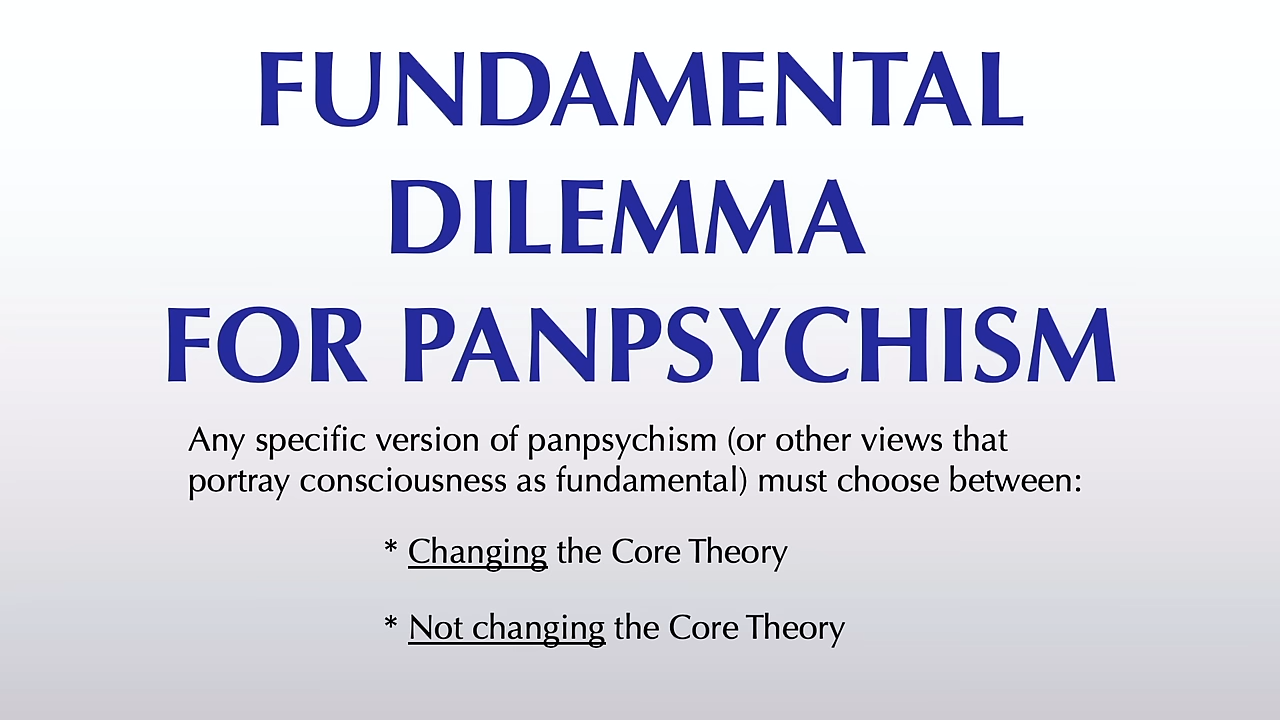 FUNDAMENTAL
DILEMMA
FOR PANPSYCHISM
Any specific version of panpsychism (or other views that
portray consciousness as fundamental) must choose between:
* Changing the Core Theory
* Not changing the Core Theory